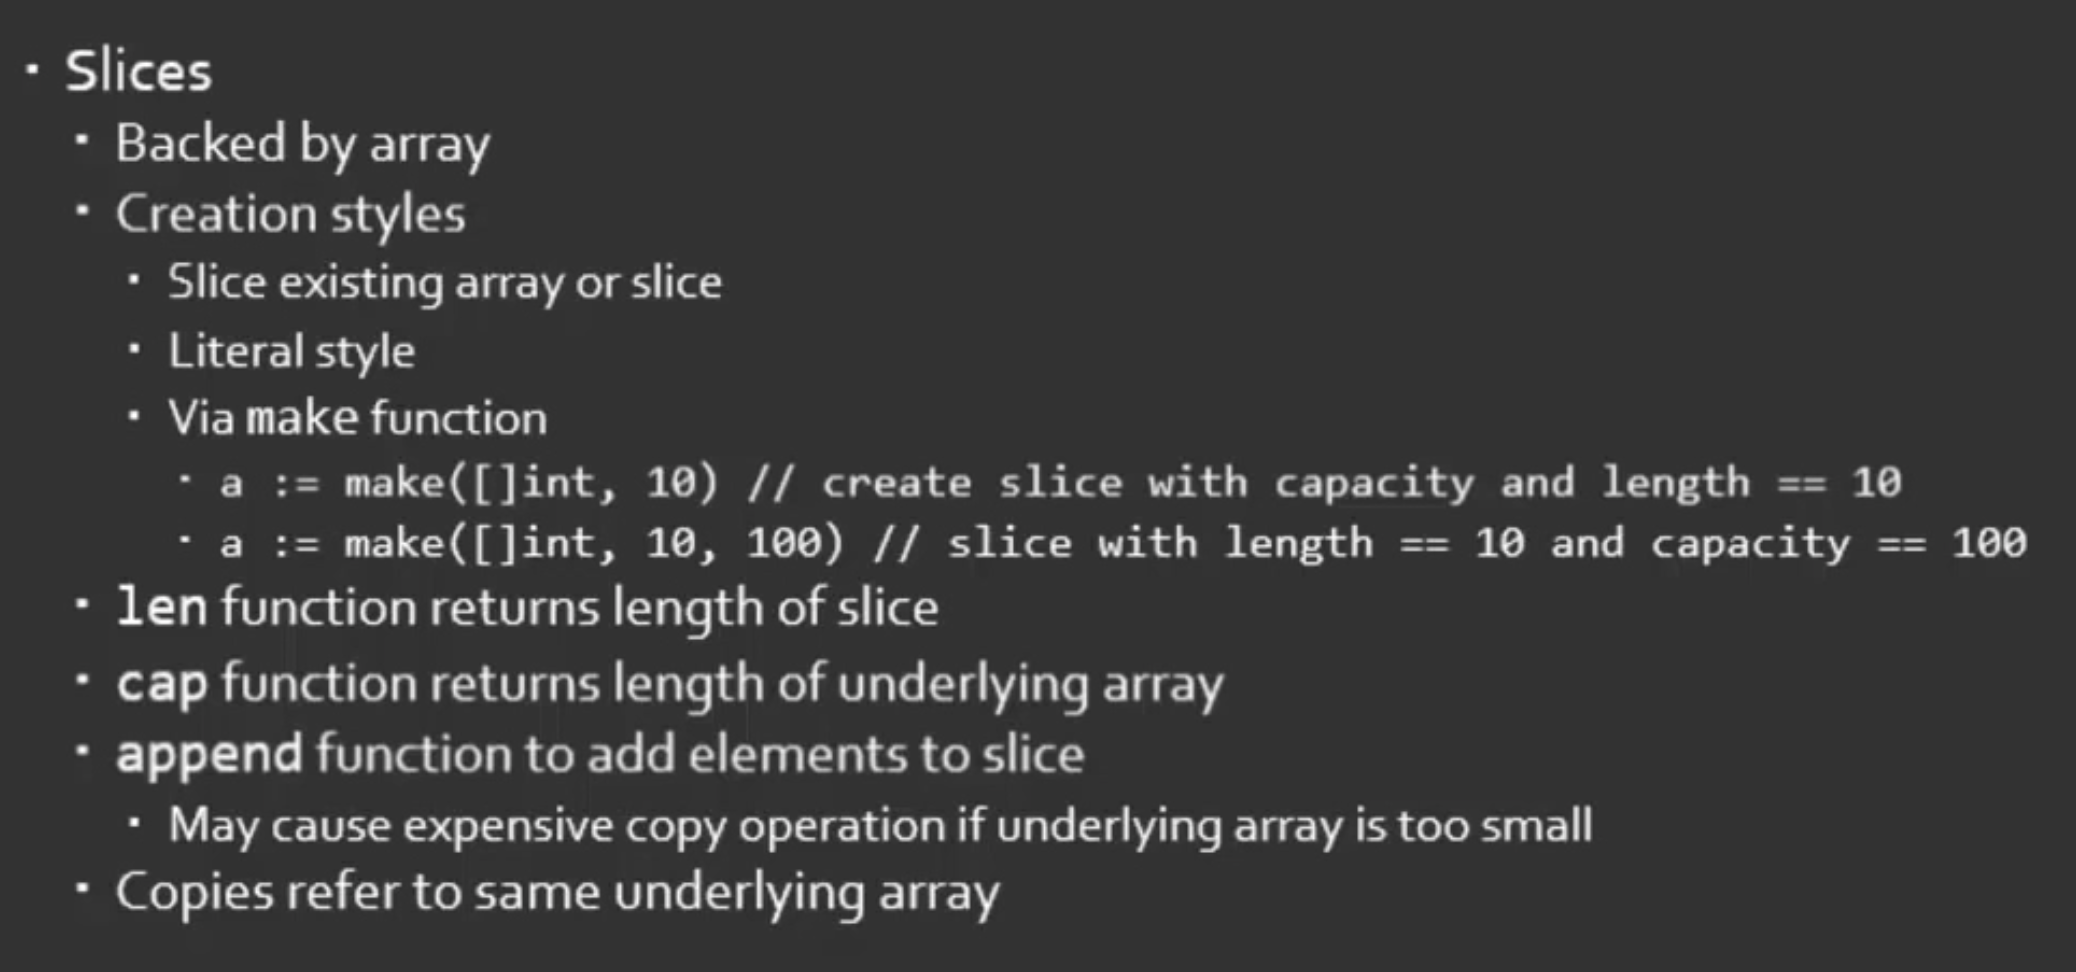 Slices
Backed by array
Creation styles
Slice existing array or slice
Literal style
Via make function
a := make([]int, 10) // create slice with capacity and length == 10
a := make([]int, 10, 100) // slice with length == 10 and capacity == 100
len function returns length of slice
cap function returns length of underlying array
append function to add elements to slice
May cause expensive copy operation if underlying array is too small
Copies refer to same underlying array